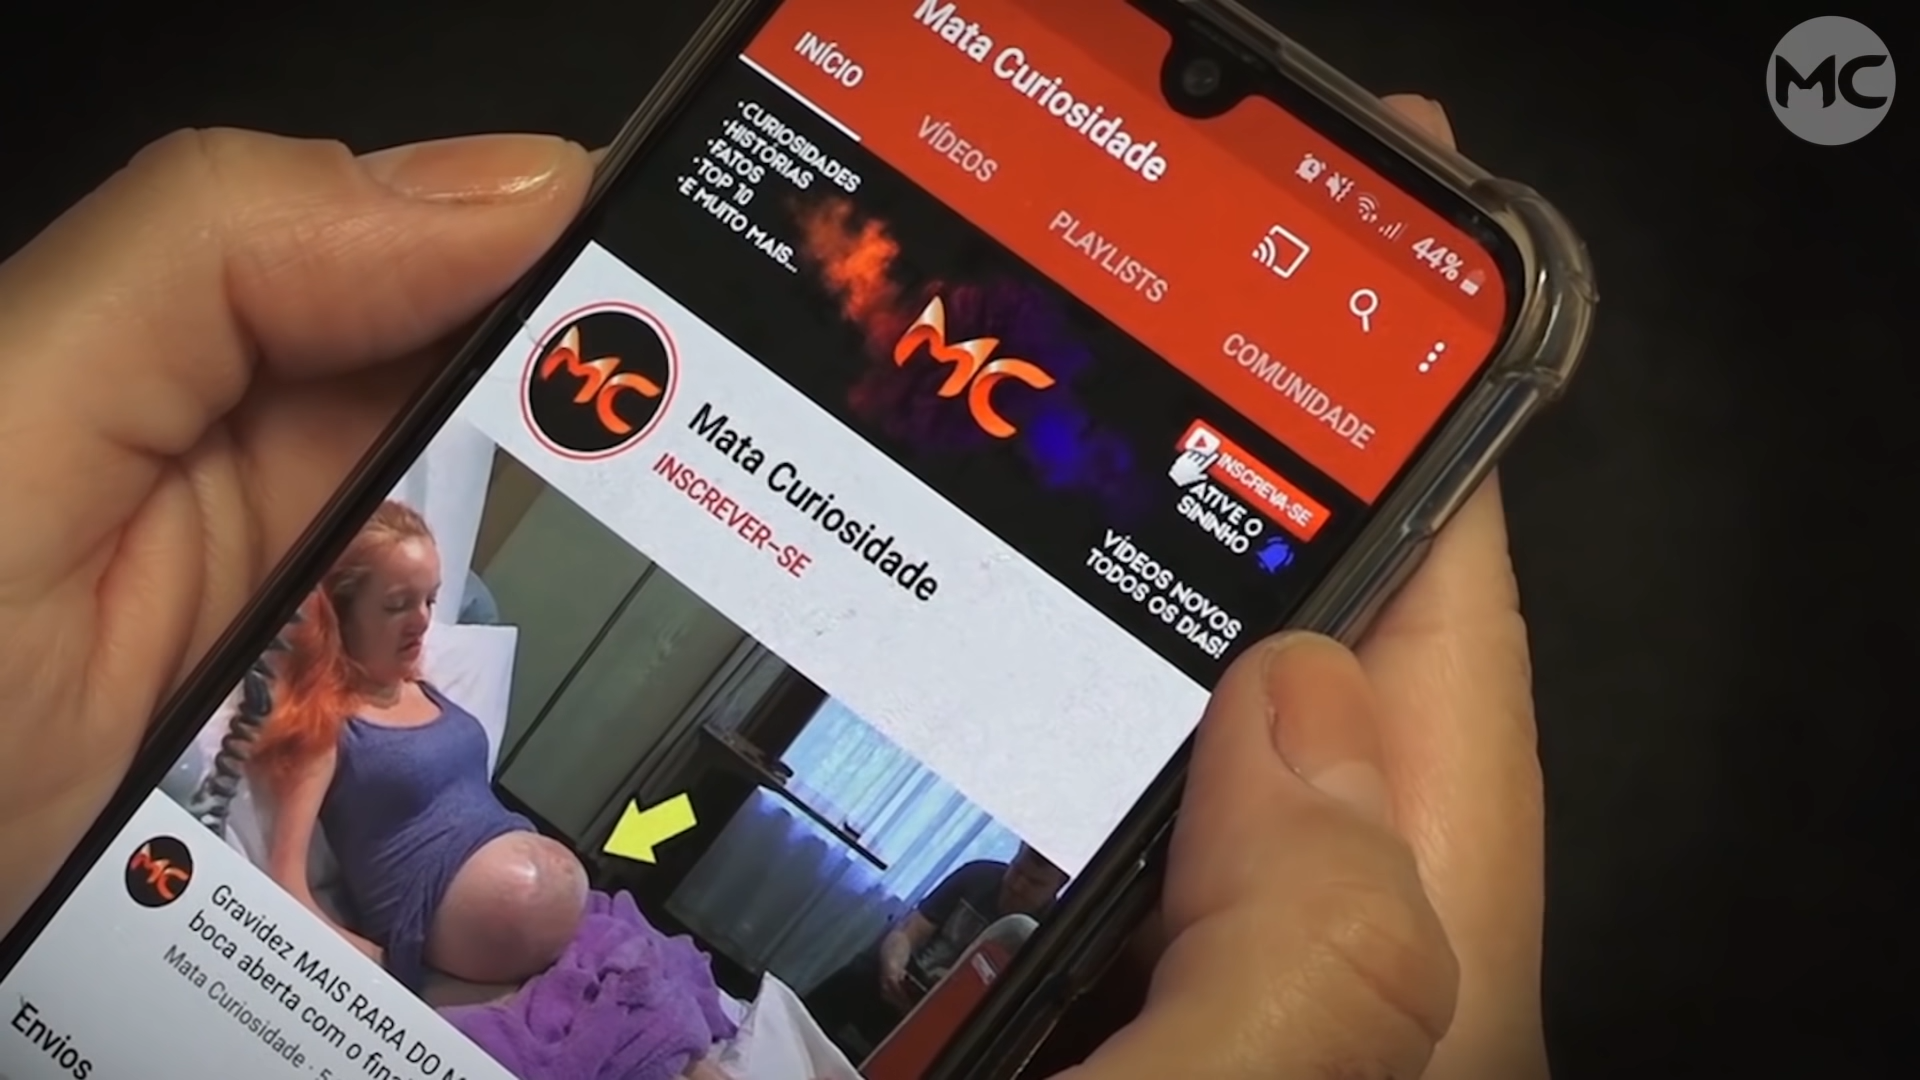 MC
Mata Curiosidade
44%
INÍCIO
VÍDEOS
PLAYLISTS
COMUNIDADE
•CURIOSIDADES
•HISTÓRIAS
•FATOS
•TOP 10
•E MUITO MAIS...
MC
INSCREVA-SE
ATIVE O
SININHO
VÍDEOS NOVOS
TODOS OS DIAS!
MC
Mata Curiosidade
INSCREVER-SE
MC
Gravidez MAIS RARA DO
boca aberta com o
Mata Curiosidade ·
Envios